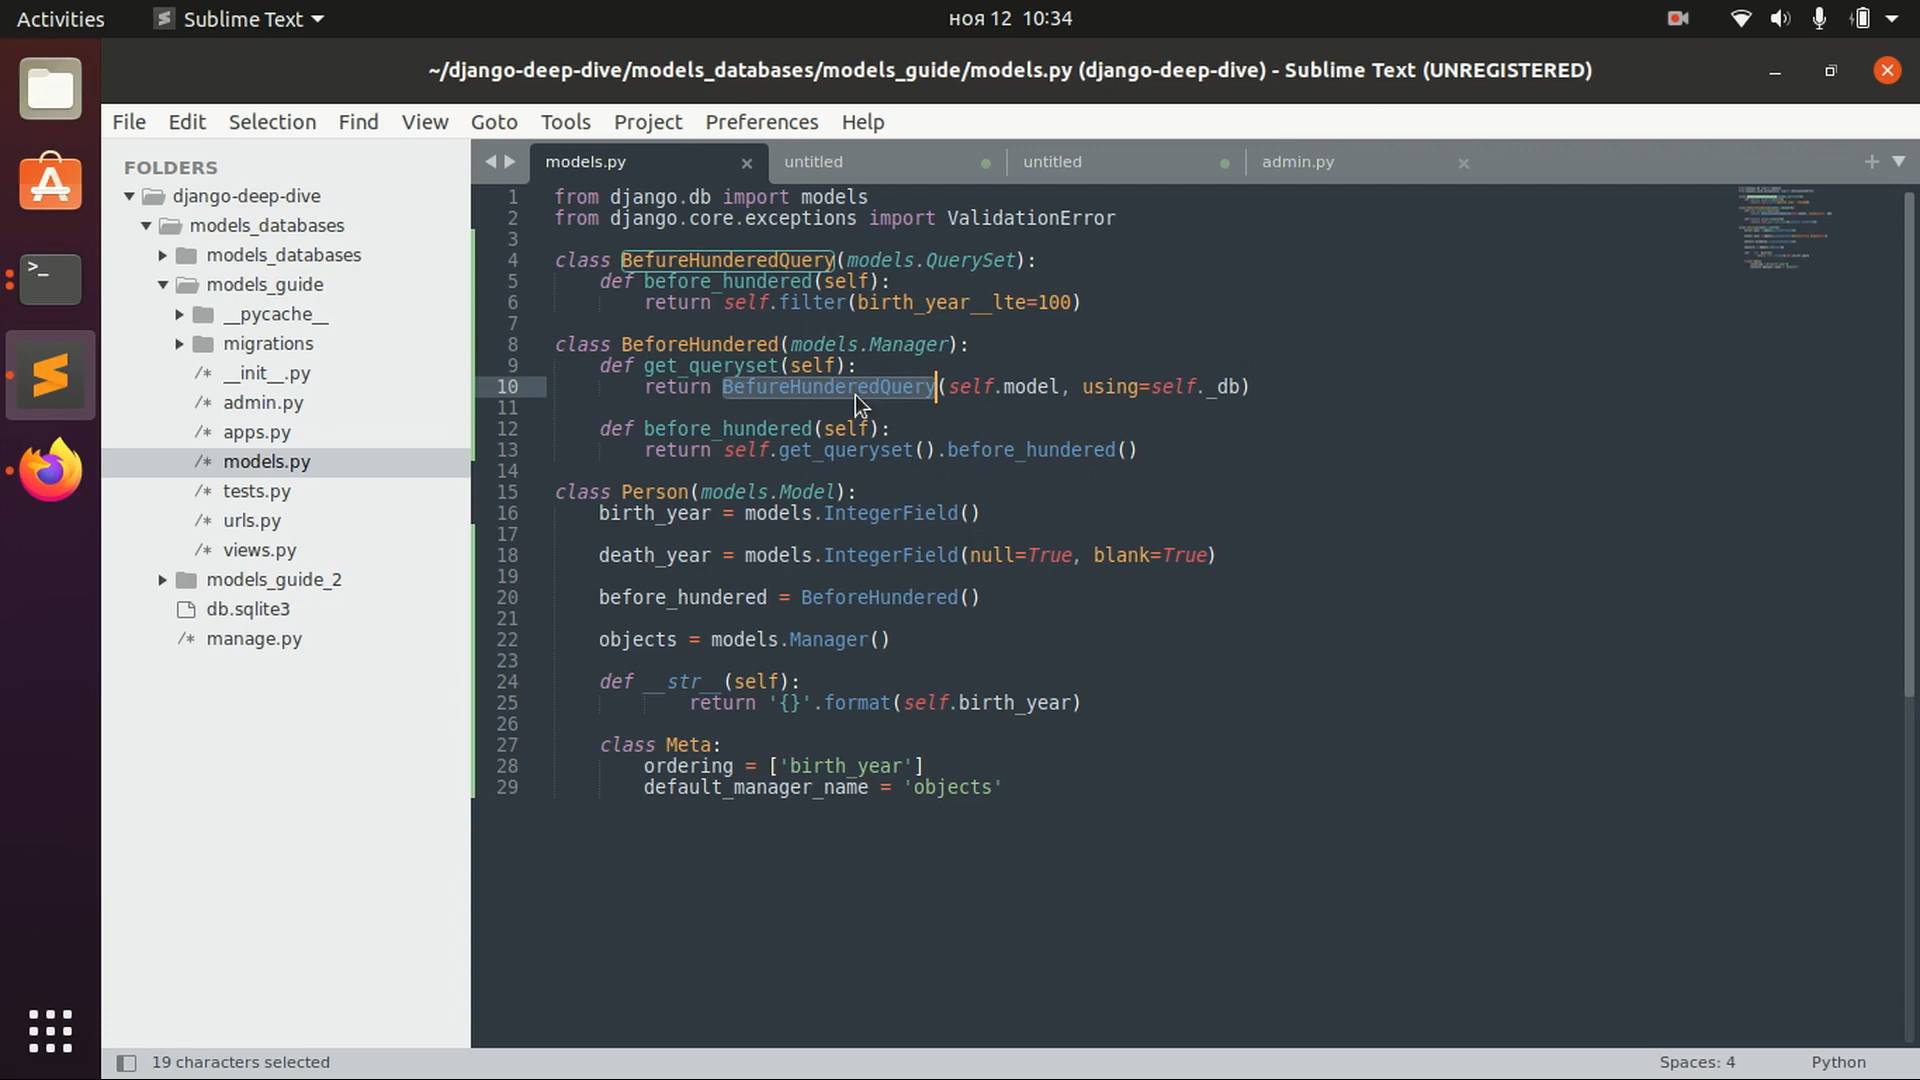 Activities
Sublime Text
ноя 12 10:34
~/django-deep-dive/models_databases/models_guide/models.py (django-deep-dive) - Sublime Text (UNREGISTERED)
File Edit Selection Find View Goto Tools Project Preferences Help
FOLDERS
django-deep-dive
models_databases
models_databases
models_guide
__pycache__
migrations
/* __init__.py
/* admin.py
/* apps.py
/* models.py
/* tests.py
/* urls.py
/* views.py
models_guide_2
db.sqlite3
/* manage.py
models.py untitled untitled admin.py
1 from django.db import models
2 from django.core.exceptions import ValidationError
3
4 class BefureHunderedQuery(models.QuerySet):
5 def before_hundered(self):
6 return self.filter(birth_year__lte=100)
7
8 class BeforeHundered(models.Manager):
9 def get_queryset(self):
10 return BefureHunderedQuery(self.model, using=self._db)
11
12 def before_hundered(self):
13 return self.get_queryset().before_hundered()
14
15 class Person(models.Model):
16 birth_year = models.IntegerField()
17
18 death_year = models.IntegerField(null=True, blank=True)
19
20 before_hundered = BeforeHundered()
21
22 objects = models.Manager()
23
24 def __str__(self):
25 return '{}'.format(self.birth_year)
26
27 class Meta:
28 ordering = ['birth_year']
29 default_manager_name = 'objects'
19 characters selected
Spaces: 4
Python